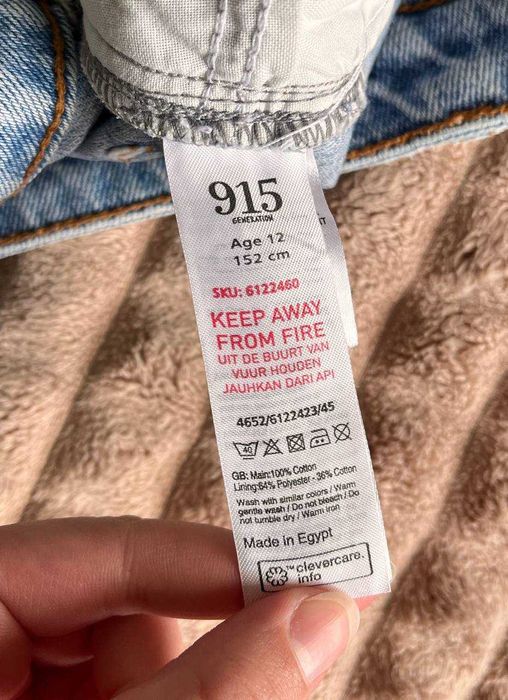 915
GENERATION
Age 12
152 cm
SKU: 6122460
KEEP AWAY
FROM FIRE
UIT DE BUURT VAN
VUUR HOUDEN
JAUHKAN DARI API
4652/6122423/45
40
GB: Main:100% Cotton
Lining:64% Polyester - 36% Cotton
Wash with similar colors / Warm
gentle wash / Do not bleach / Do
not tumble dry / Warm iron
Made in Egypt
™ clevercare.
info